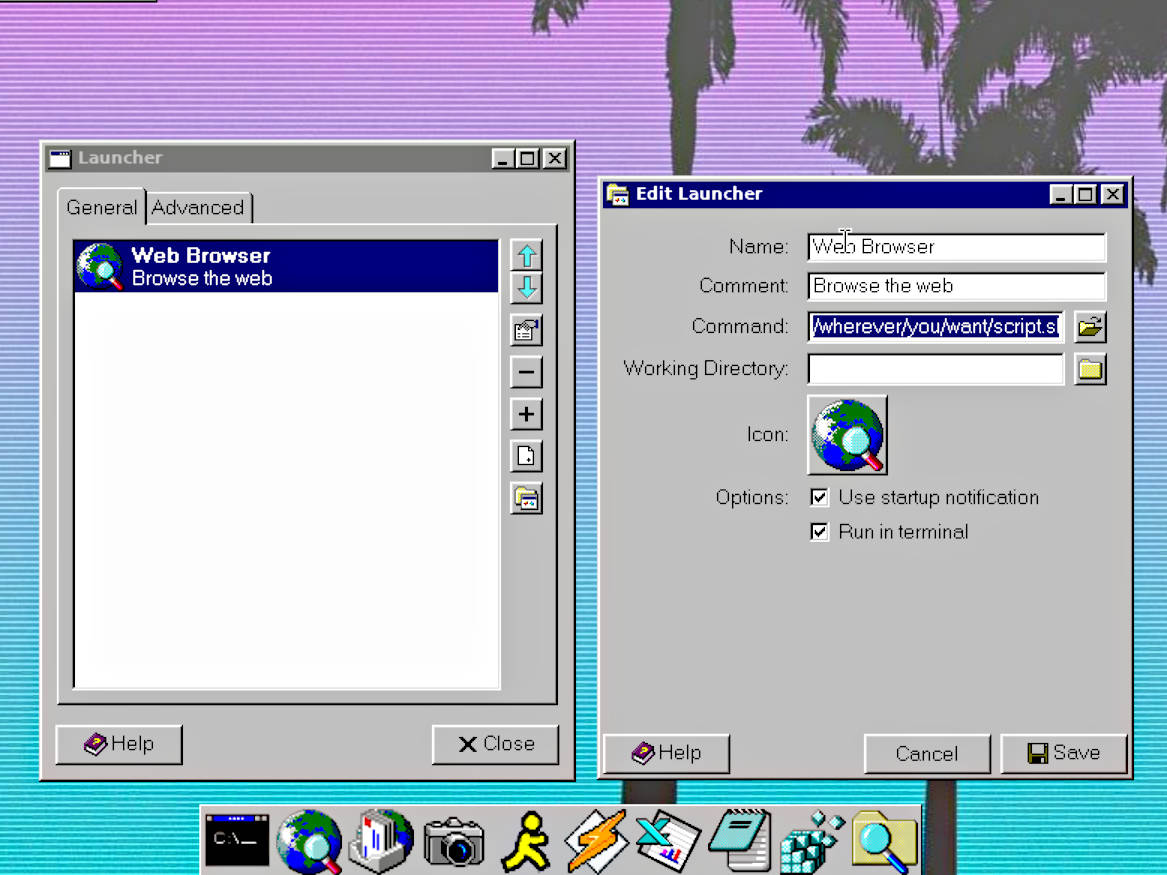 Launcher
General
Advanced
Web Browser
Browse the web
Help
Close
Edit Launcher
Name:
Web Browser
Comment:
Browse the web
Command:
/wherever/you/want/script.s
Working Directory:
Icon:
Options:
Use startup notification
Run in terminal
Help
Cancel
Save
C:\_